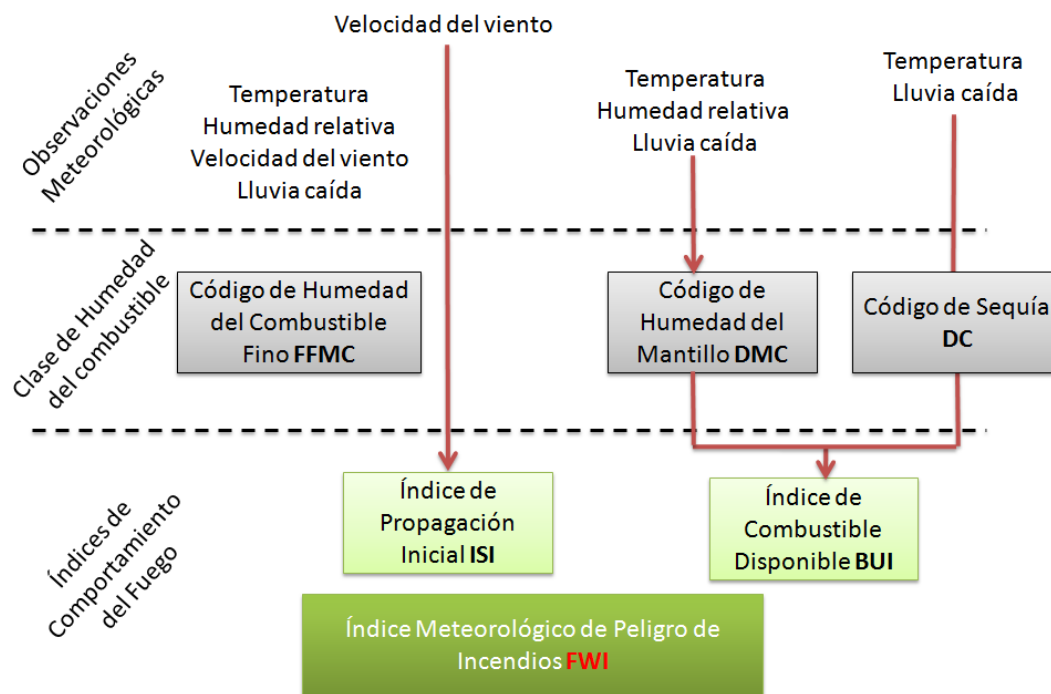 Velocidad del viento
Observaciones
Meteorológicas
Temperatura
Humedad relativa
Velocidad del viento
Lluvia caída
Temperatura
Humedad relativa
Lluvia caída
Temperatura
Lluvia caída
Clase de Humedad
del combustible
Código de Humedad
del Combustible
Fino FFMC
Código de
Humedad del
Mantillo DMC
Código de Sequía
DC
Índices de
Comportamiento
del Fuego
Índice de
Propagación
Inicial ISI
Índice de
Combustible
Disponible BUI
Índice Meteorológico de Peligro de
Incendios FWI